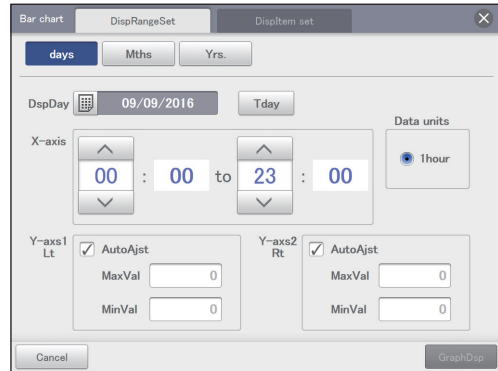 Bar chart DispRangeSet DispItem set
days Mths Yrs.
DspDay 09/09/2016 Tday
Data units
X-axis
00 : 00 to 23 : 00
1hour
Y-axs1 Lt
AutoAjst
MaxVal 0
MinVal 0
Y-axs2 Rt
AutoAjst
MaxVal 0
MinVal 0
Cancel GraphDsp